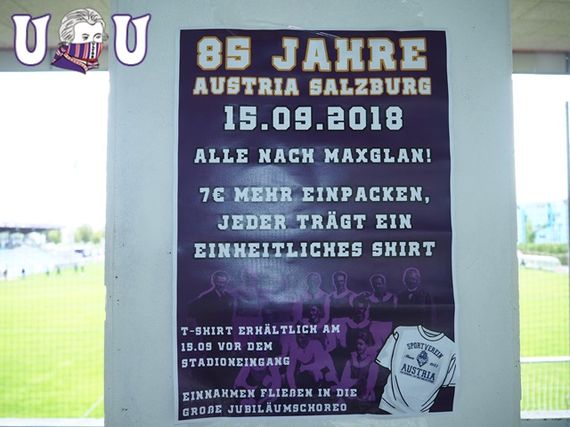 U U
85 JAHRE
AUSTRIA SALZBURG
15.09.2018
ALLE NACH MAXGLAN!
7€ MEHR EINPACKEN,
JEDER TRÄGT EIN
EINHEITLICHES SHIRT
T-SHIRT ERHÄLTLICH AM
15.09 VOR DEM
STADIONEINGANG
EINNAHMEN FLIEßEN IN DIE
GROßE JUBILÄUMSCHOREO
SPORTVEREIN
AUSTRIA